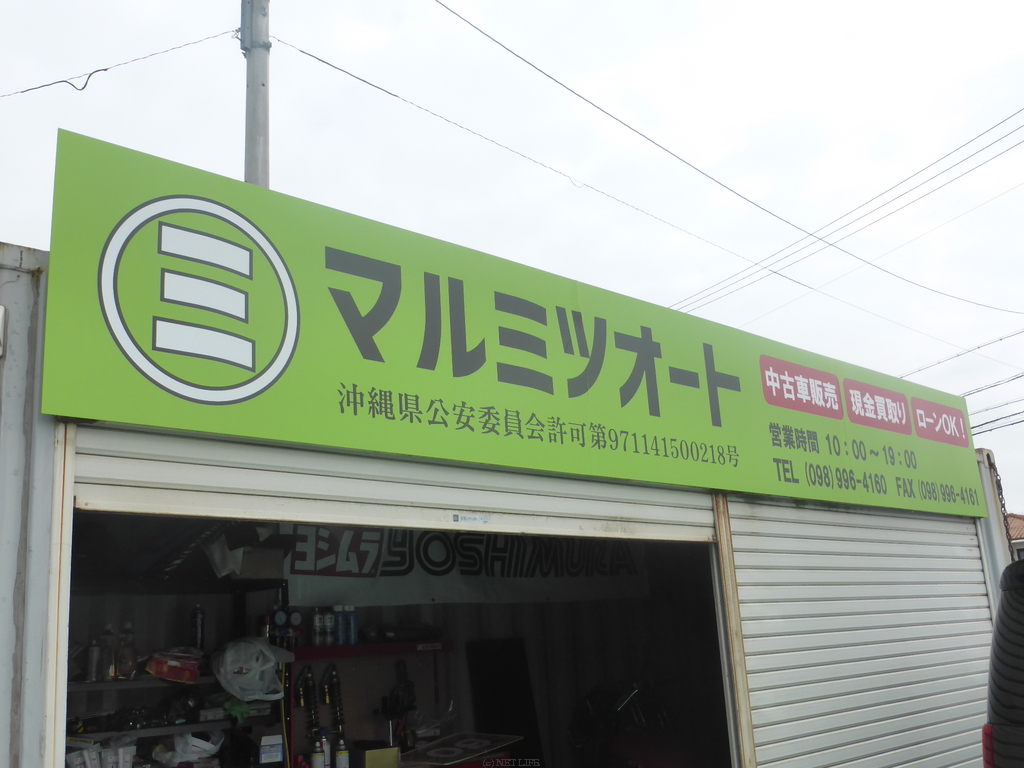 マルミツオート
沖縄県公安委員会許可第971141500218号
中古車販売 現金買取り ローンOK!
営業時間 10:00～19:00
TEL (098)996-4160 FAX (098)996-4161
ヨシムラ YOSHIMURA
(c) NET LIFE